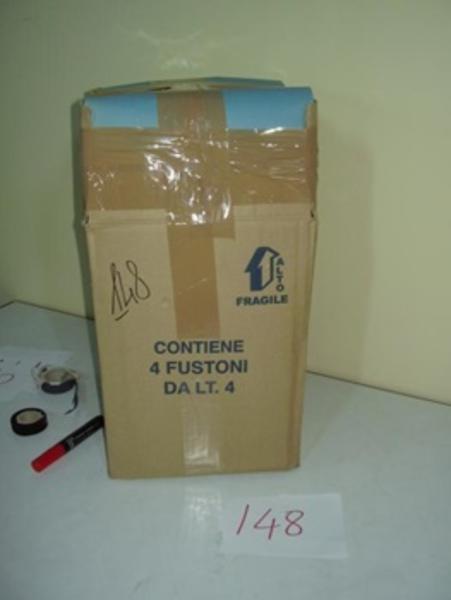 148
ALTO
FRAGILE
CONTIENE
4 FUSTONI
DA LT. 4
148